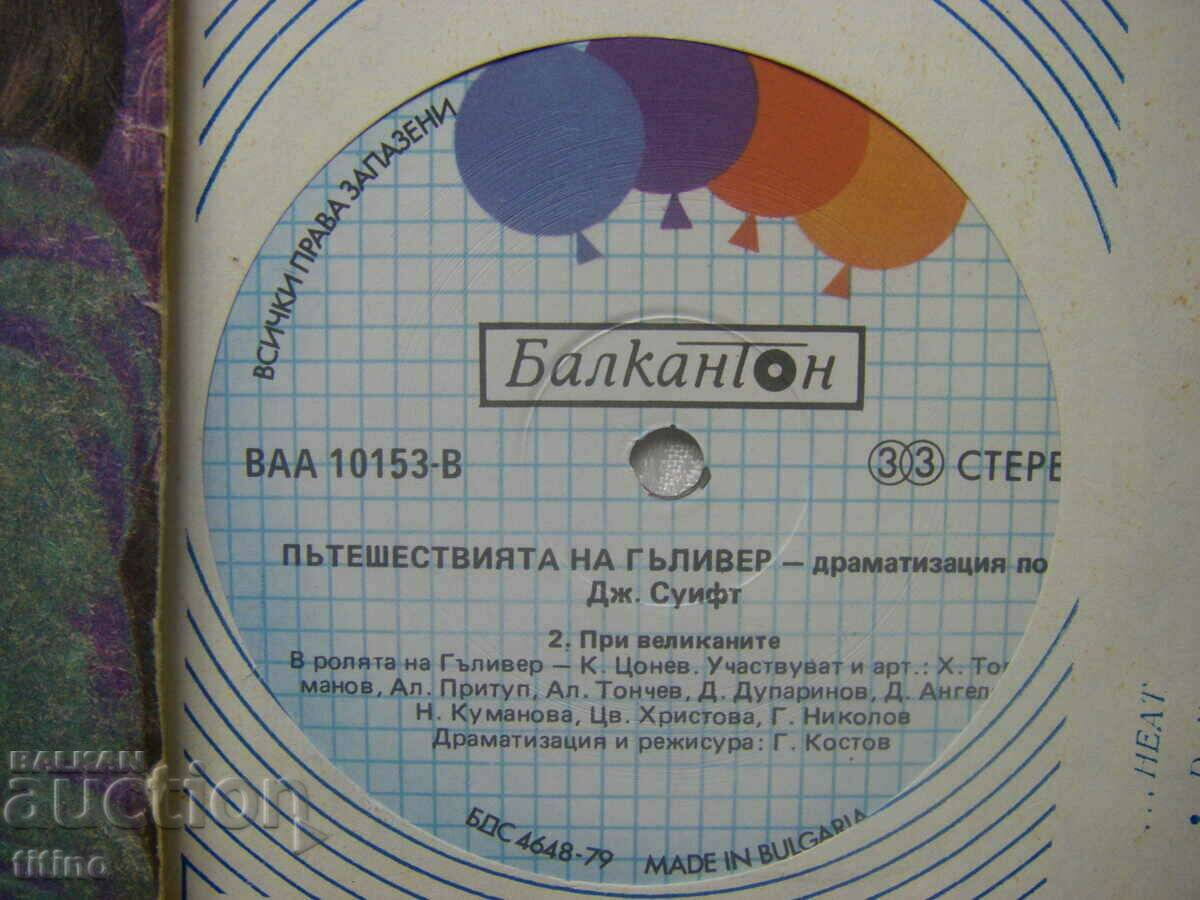 ВСИЧКИ ПРАВА ЗАПАЗЕНИ
Балкантон
ВАА 10153-В
33 СТЕРЕ
ПЪТЕШЕСТВИЯТА НА ГЪЛИВЕР — драматизация по
Дж. Суифт
2. При великаните
В ролята на Гъливер — К. Цонев. Участвуват и арт.: Х. То
манов, Ал. Притуп, Ал. Тончев, Д. Дупаринов, Д. Ангел
Н. Куманова, Цв. Христова, Г. Николов
Драматизация и режисура: Г. Костов
БДС 4648-79 MADE IN BULGARIA
... HEAT
BALKAN
auction
titino